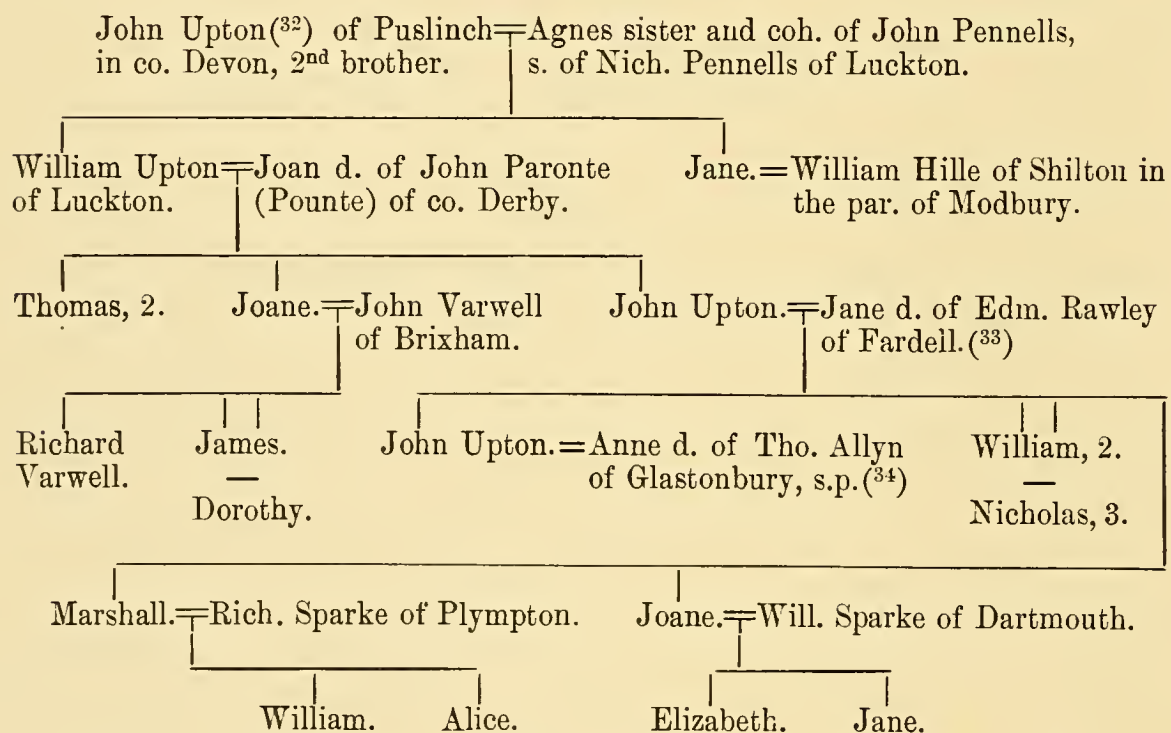 John Upton(³²) of Puslinch=Agnes sister and coh. of John Pennells,
in co. Devon, 2nd brother. s. of Nich. Pennells of Luckton.
William Upton=Joan d. of John Paronte Jane.=William Hille of Shilton in
of Luckton. (Pounte) of co. Derby. the par. of Modbury.
Thomas, 2. Joane.=John Varwell John Upton.=Jane d. of Edm. Rawley
of Brixham. of Fardell.(³³)
Richard James. John Upton.=Anne d. of Tho. Allyn William, 2.
Varwell. — of Glastonbury, s.p.(³⁴) —
Dorothy. Nicholas, 3.
Marshall.=Rich. Sparke of Plympton. Joane.=Will. Sparke of Dartmouth.
William. Alice. Elizabeth. Jane.